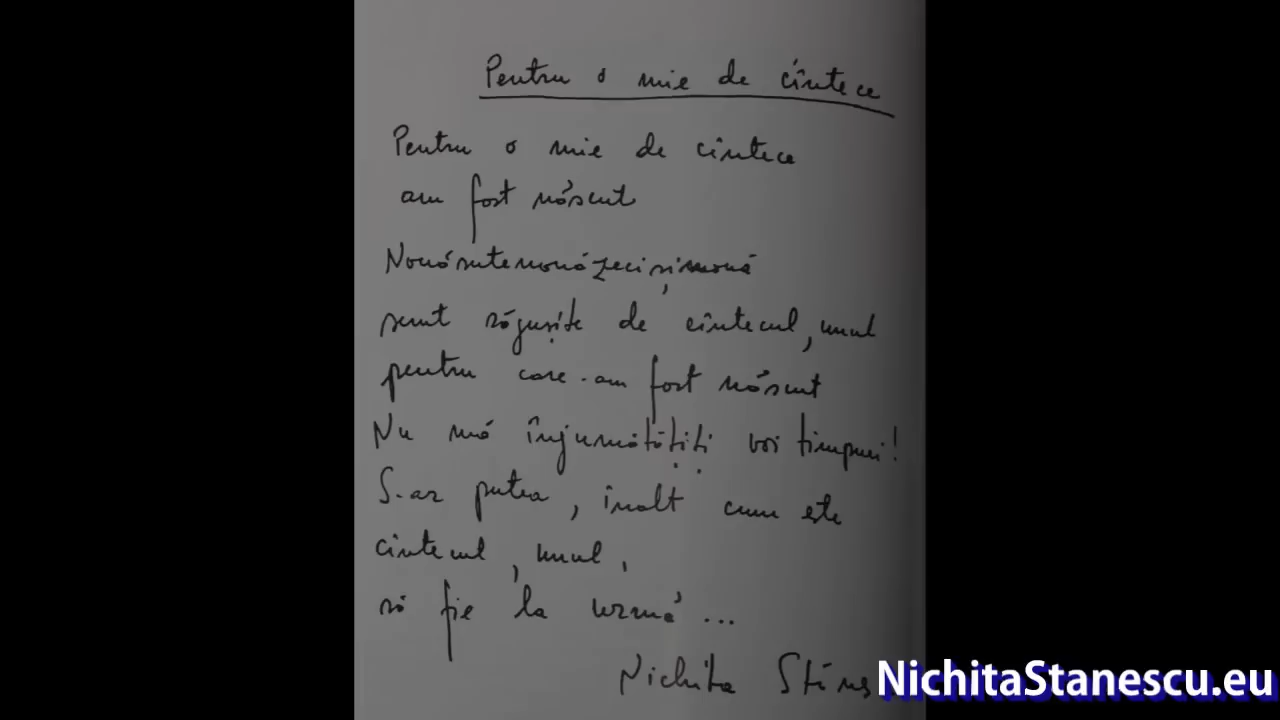 Pentru o mie de cîntece
Pentru o mie de cîntece
am fost născut
Nouăsutenouăzecișinouă
sunt răgușite de cîntecul, unul
pentru care-am fost născut
Nu mă înjumătățiți voi timpuri!
S-ar putea, înalt cum este
cîntecul, unul,
să fie la urmă...
Nichita Stănes
NichitaStanescu.eu